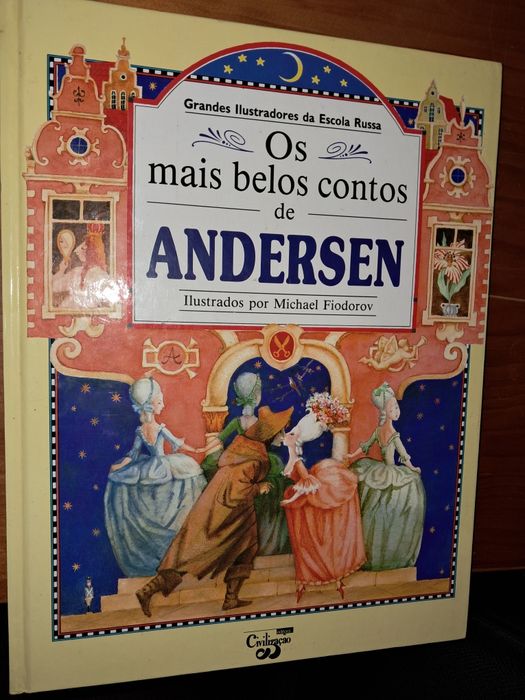 Grandes Ilustradores da Escola Russa
Os
mais belos contos
de
ANDERSEN
Ilustrados por Michael Fiodorov
A
Civilização